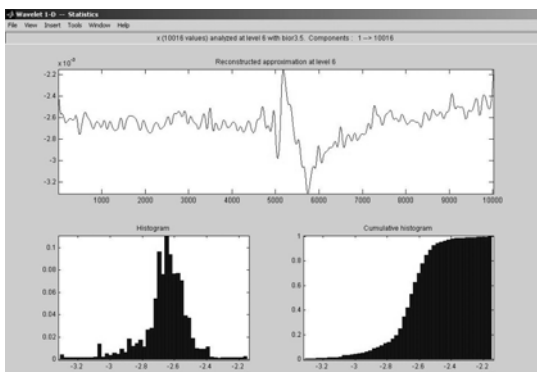 Wavelet 1-D -- Statistics
File View Insert Tools Window Help
x (10016 values) analyzed at level 6 with bior3.5. Components : 1 --> 10016
Reconstructed approximation at level 6
-2.2
-2.4
-2.6
-2.8
-3
-3.2
1000 2000 3000 4000 5000 6000 7000 8000 9000 10000
Histogram
0.1
0.08
0.06
0.04
0.02
0
-3.2 -3 -2.8 -2.6 -2.4 -2.2
Cumulative histogram
1
0.8
0.6
0.4
0.2
0
-3.2 -3 -2.8 -2.6 -2.4 -2.2